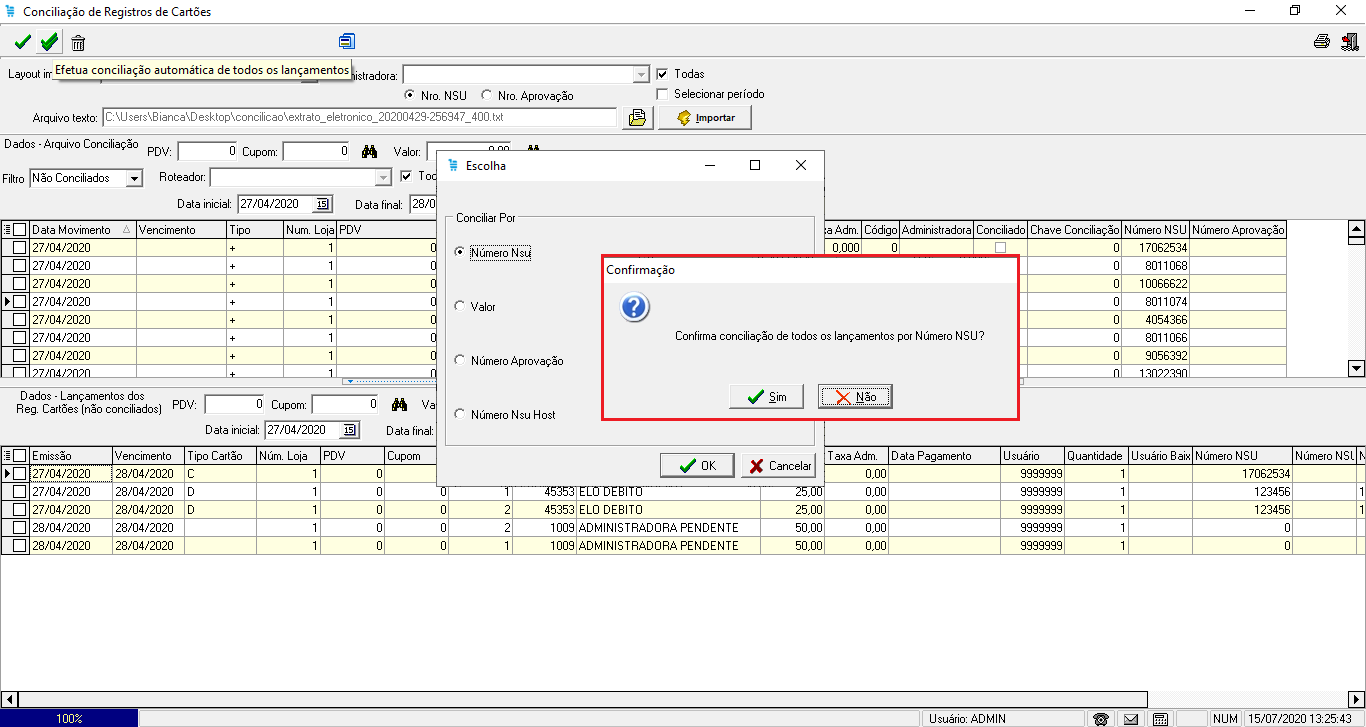 Conciliação de Registros de Cartões
Efetua conciliação automática de todos os lançamentos
Layout im
nistradora:
Todas
Nro. NSU Nro. Aprovação
Selecionar período
Arquivo texto: C:\Users\Bianca\Desktop\concilicao\extrato_eletronico_20200429-256947_400.txt
Importar
Dados - Arquivo Conciliação PDV: 0 Cupom: 0 Valor: 0,00
Filtro Não Conciliados Roteador: Tod
Data inicial: 27/04/2020 15 Data final: 28/0
Data Movimento Vencimento Tipo Num. Loja PDV xa Adm. Código Administradora Conciliado Chave Conciliação Número NSU Número Aprovação
27/04/2020 + 1 0 0,000 0 0 17062534
27/04/2020 + 1 0 0 8011068
27/04/2020 + 1 0 0 10066622
27/04/2020 + 1 0 0 8011074
27/04/2020 + 1 0 0 4054366
27/04/2020 + 1 0 0 8011066
27/04/2020 + 1 0 0 9056392
27/04/2020 + 1 0 0 13022390
Escolha
Conciliar Por
Número Nsu
Valor
Número Aprovação
Número Nsu Host
OK Cancelar
Confirmação
Confirma conciliação de todos os lançamentos por Número NSU?
Sim Não
Dados - Lançamentos dos
Reg. Cartões (não conciliados) PDV: 0 Cupom: 0 Va
Data inicial: 27/04/2020 15 Data final:
Emissão Vencimento Tipo Cartão Núm. Loja PDV Cupom Taxa Adm. Data Pagamento Usuário Quantidade Usuário Baix Número NSU Número NSU N
27/04/2020 28/04/2020 C 1 0 0 0,00 9999999 1 17062534
27/04/2020 28/04/2020 D 1 0 0 1 45353 ELO DEBITO 25,00 0,00 9999999 1 123456 1
27/04/2020 28/04/2020 D 1 0 0 2 45353 ELO DEBITO 25,00 0,00 9999999 1 123456 1
28/04/2020 28/04/2020 1 0 0 2 1009 ADMINISTRADORA PENDENTE 50,00 0,00 9999999 1 0
28/04/2020 28/04/2020 1 0 0 1 1009 ADMINISTRADORA PENDENTE 50,00 0,00 9999999 1 0
100% Usuário: ADMIN NUM 15/07/2020 13:25:43